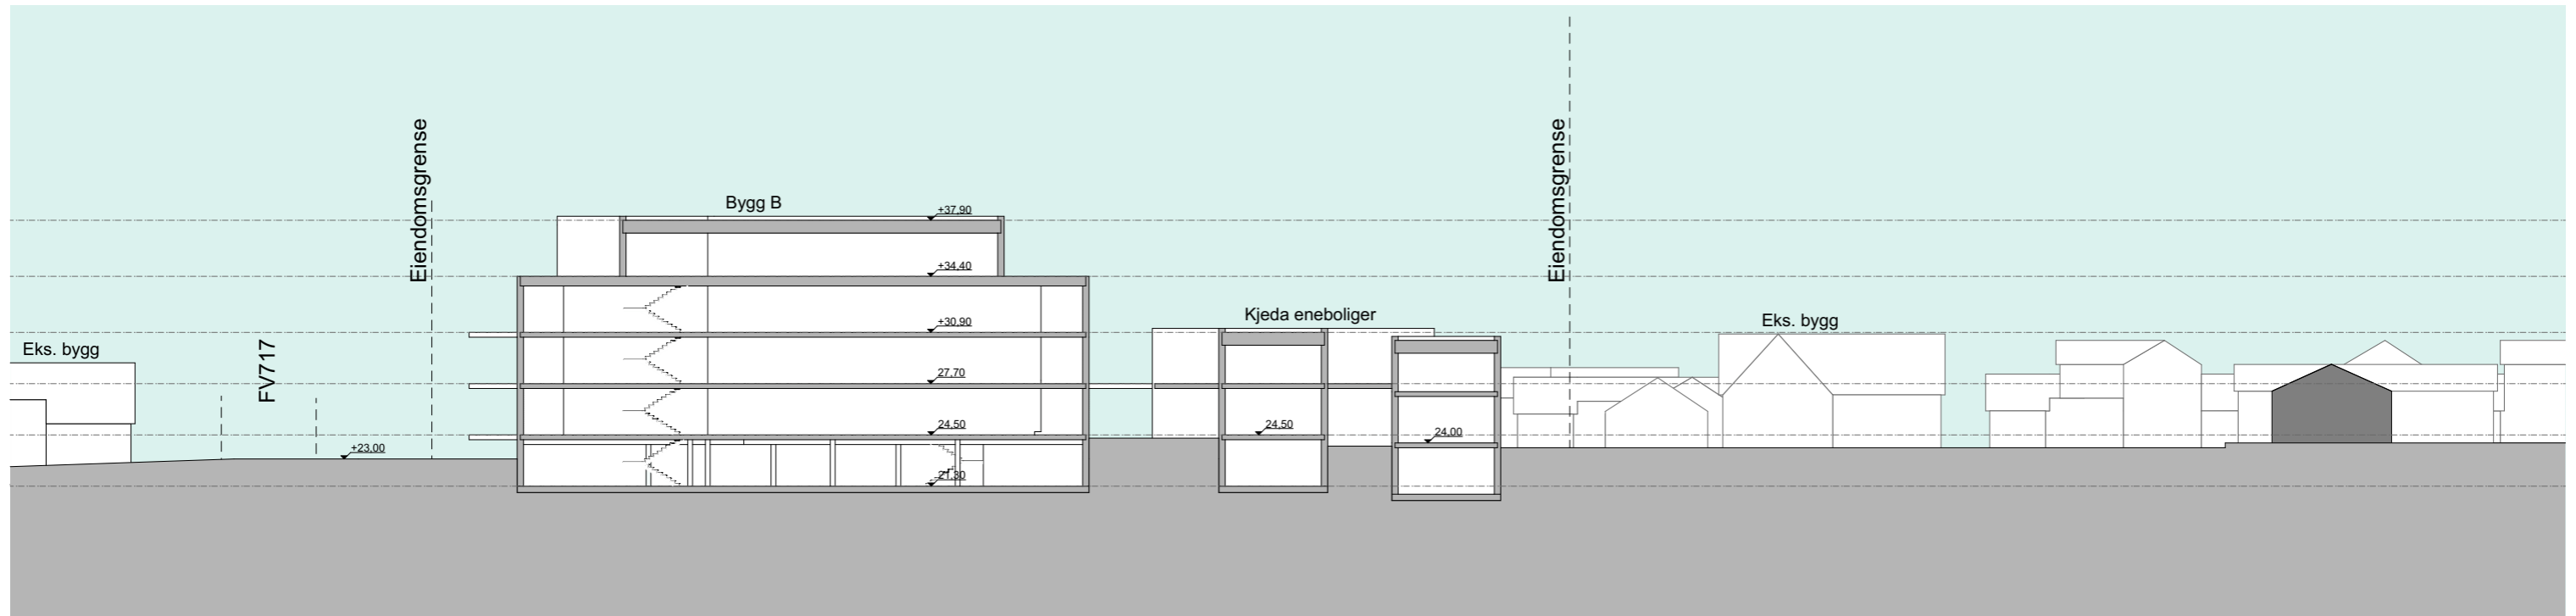 Eiendomsgrense
Eiendomsgrense
Bygg B
+37,90
+34,40
Kjeda eneboliger
+30,90
Eks. bygg
Eks. bygg
FV717
27,70
24,50
24,50
24,00
+23,00
21,30